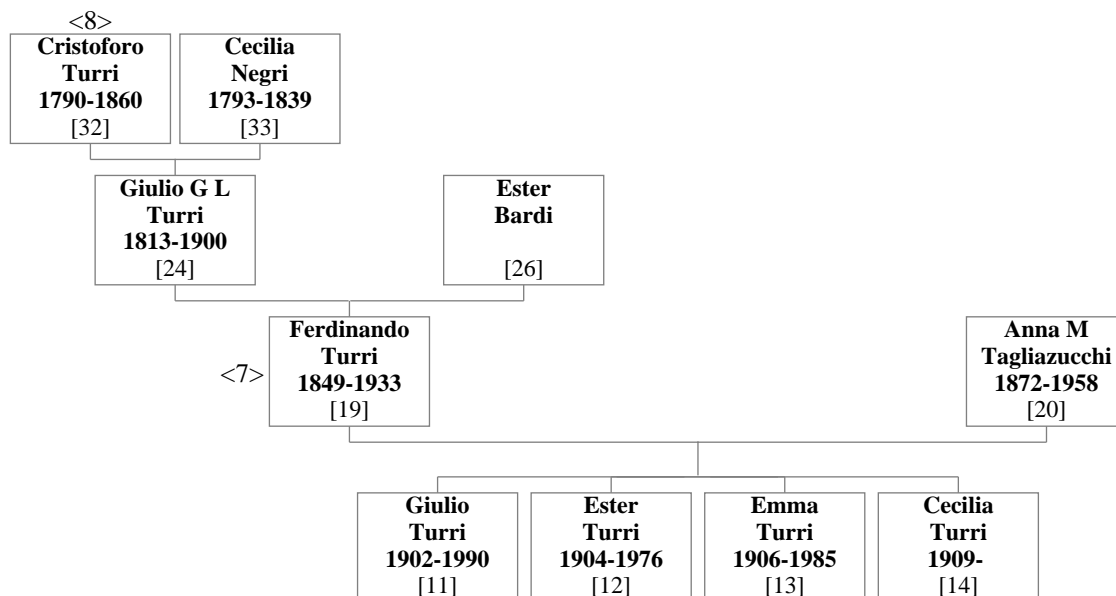 <8>
Cristoforo
Turri
1790-1860
[32]
Cecilia
Negri
1793-1839
[33]
Giulio G L
Turri
1813-1900
[24]
Ester
Bardi
[26]
<7>
Ferdinando
Turri
1849-1933
[19]
Anna M
Tagliazucchi
1872-1958
[20]
Giulio
Turri
1902-1990
[11]
Ester
Turri
1904-1976
[12]
Emma
Turri
1906-1985
[13]
Cecilia
Turri
1909-
[14]